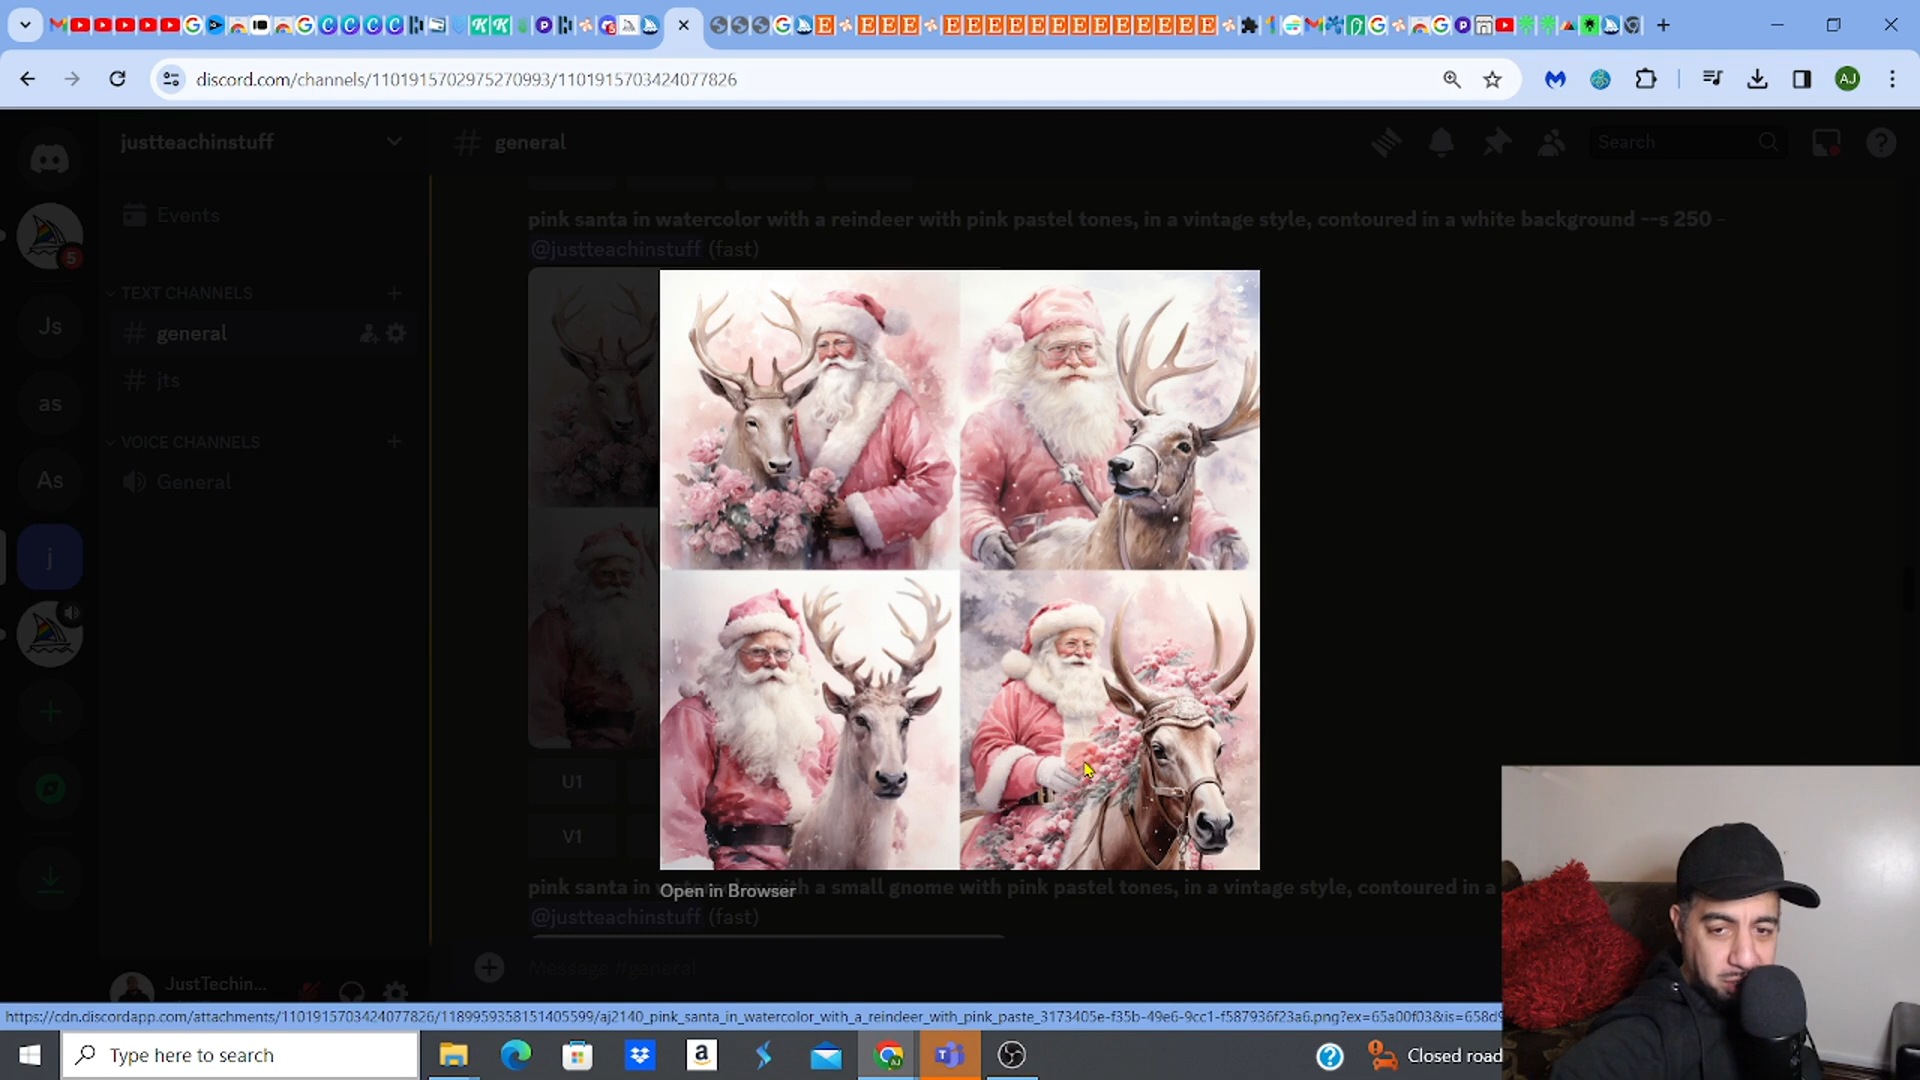 discord.com/channels/1101915702975270993/1101915703424077826
AJ
justteachinstuff
general
Search
Events
5
pink santa in watercolor with a reindeer with pink pastel tones, in a vintage style, contoured in a white background --s 250 -
@justteachinstuff (fast)
TEXT CHANNELS
Js
general
jts
as
VOICE CHANNELS
As
General
j
U1
V1
Open in Browser
pink santa in
with a small gnome with pink pastel tones, in a vintage style, contoured in a
@justteachinstuff (fast)
Message #general
JustTechin...
https://cdn.discordapp.com/attachments/1101915703424077826/1189959358151405599/aj2140_pink_santa_in_watercolor_with_a_reindeer_with_pink_paste_3173405e-f35b-49e6-9cc1-f587936f23a6.png?ex=65a00f03&is=658d9
Type here to search
Closed road